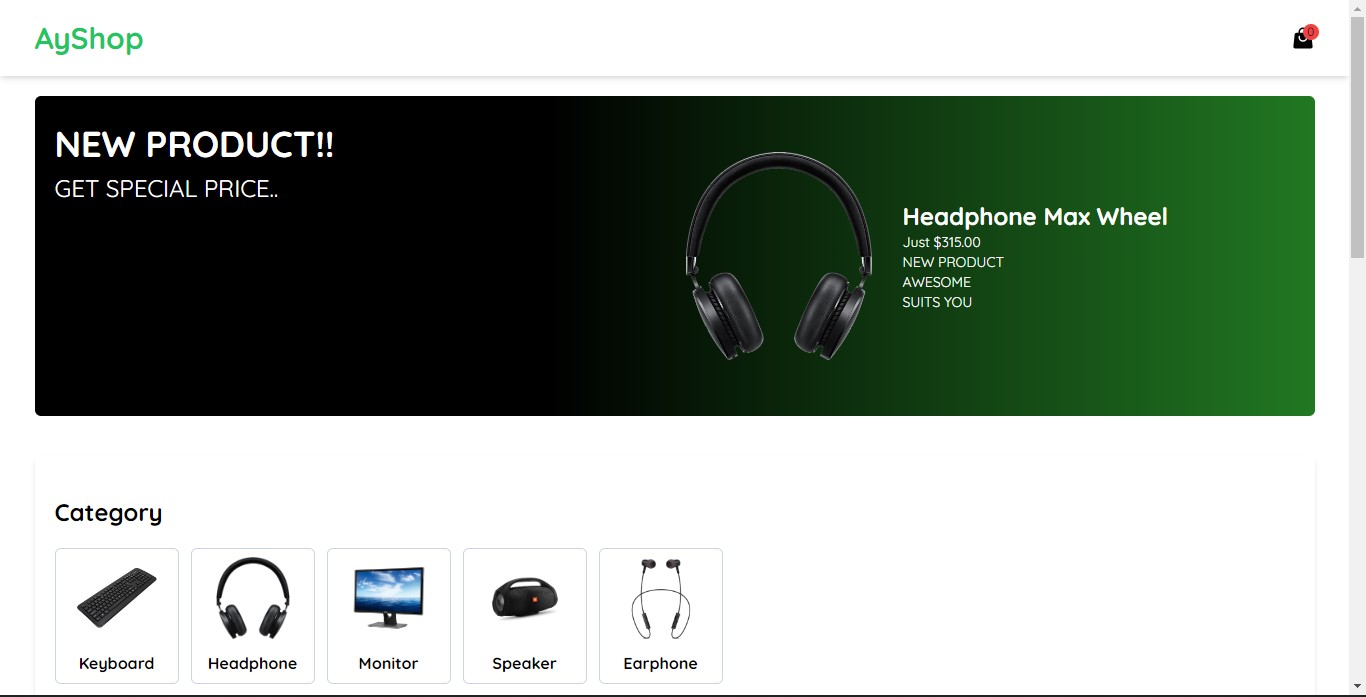 AyShop
0
NEW PRODUCT!!
GET SPECIAL PRICE..
Headphone Max Wheel
Just $315.00
NEW PRODUCT
AWESOME
SUITS YOU
Category
Keyboard
Headphone
Monitor
Speaker
Earphone